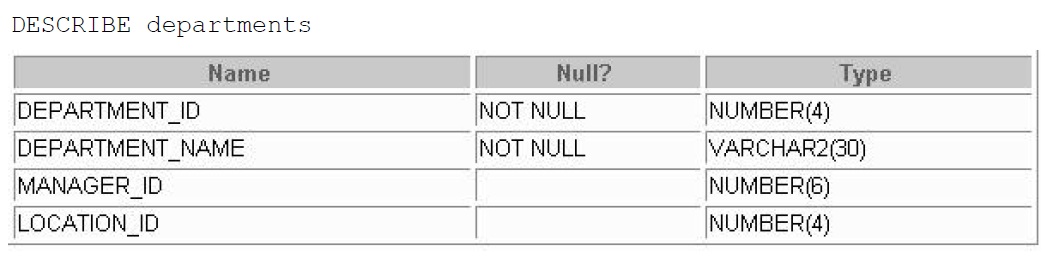 DESCRIBE departments
Name Null? Type
DEPARTMENT_ID NOT NULL NUMBER(4)
DEPARTMENT_NAME NOT NULL VARCHAR2(30)
MANAGER_ID NUMBER(6)
LOCATION_ID NUMBER(4)